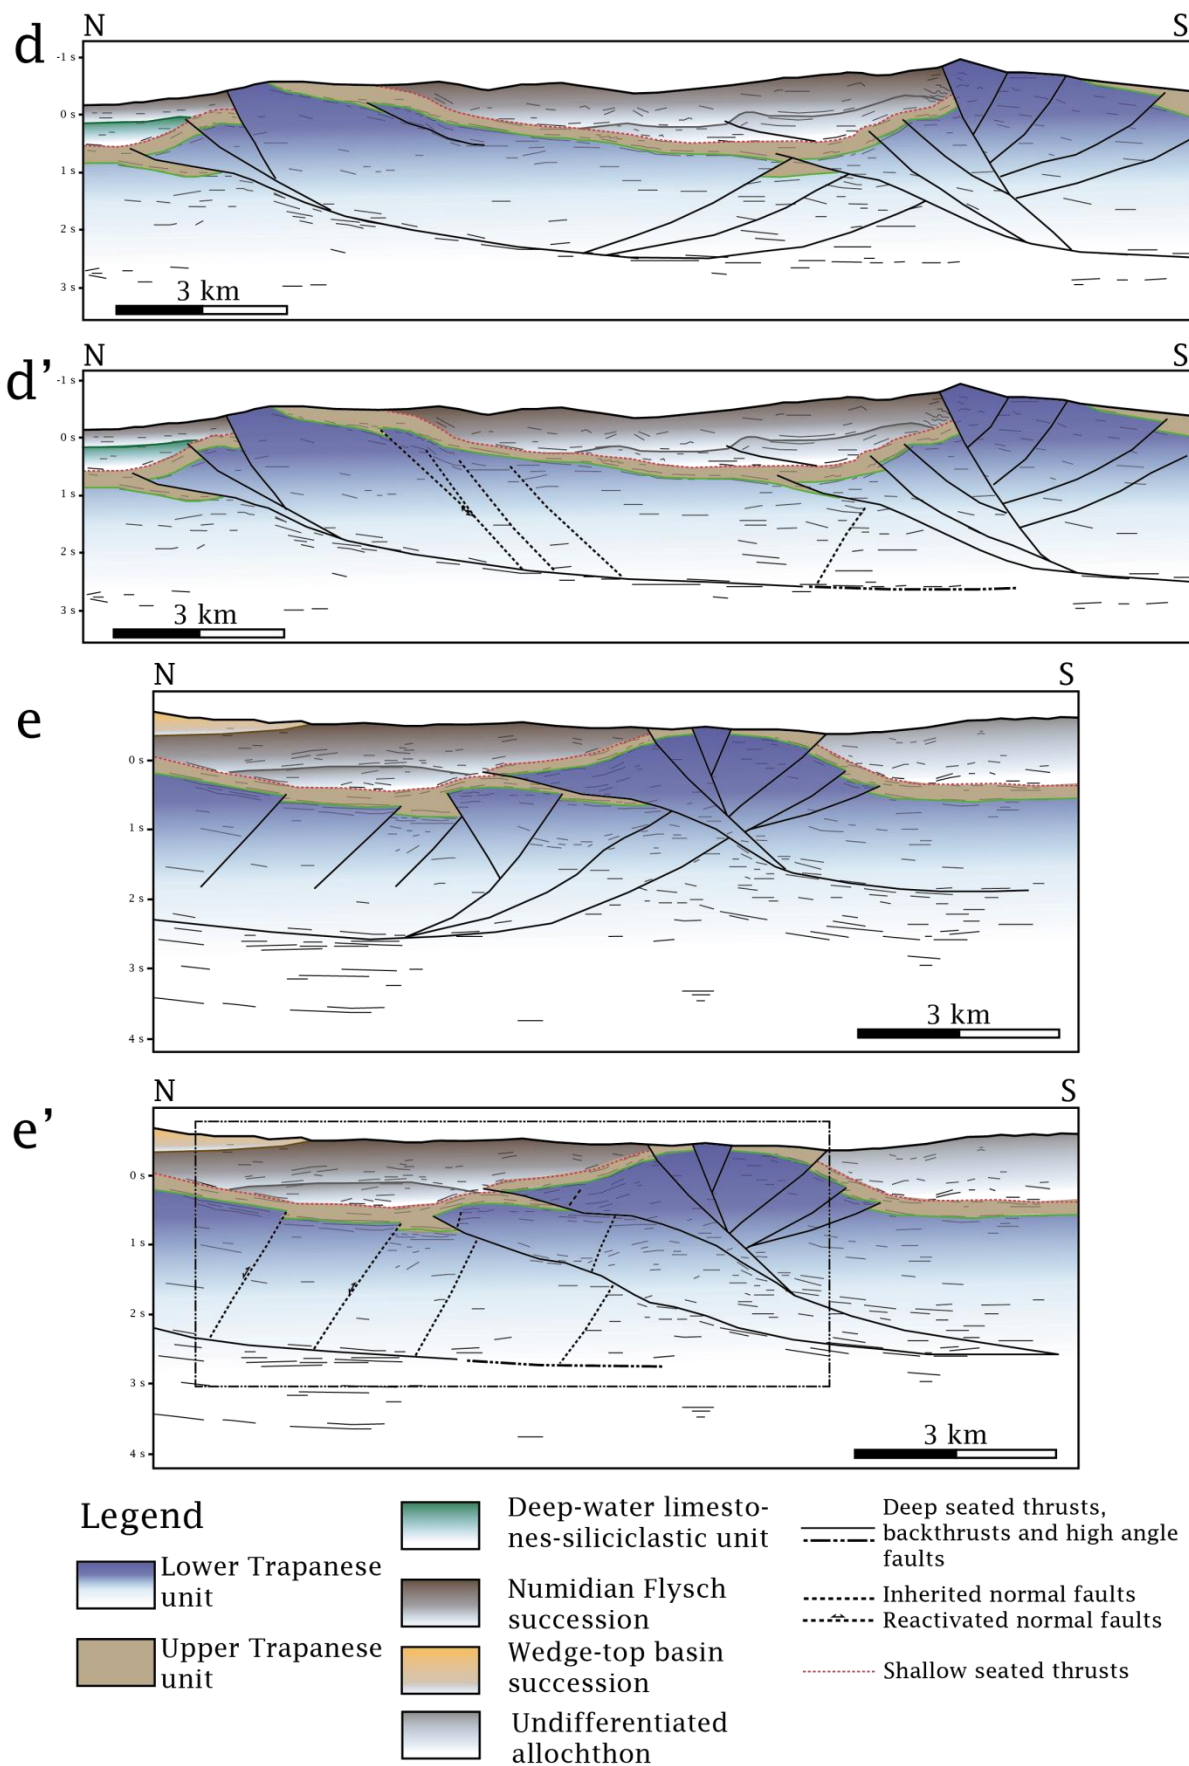 d
N
S
-1 s
0 s
1 s
2 s
3 s
3 km
d’
N
S
-1 s
0 s
1 s
2 s
3 s
3 km
e
N
S
0 s
1 s
2 s
3 s
4 s
3 km
e’
N
S
0 s
1 s
2 s
3 s
4 s
3 km
Legend
Lower Trapanese
unit
Upper Trapanese
unit
Deep-water limesto-
nes-siliciclastic unit
Numidian Flysch
succession
Wedge-top basin
succession
Undifferentiated
allochthon
Deep seated thrusts,
backthrusts and high angle
faults
Inherited normal faults
Reactivated normal faults
Shallow seated thrusts